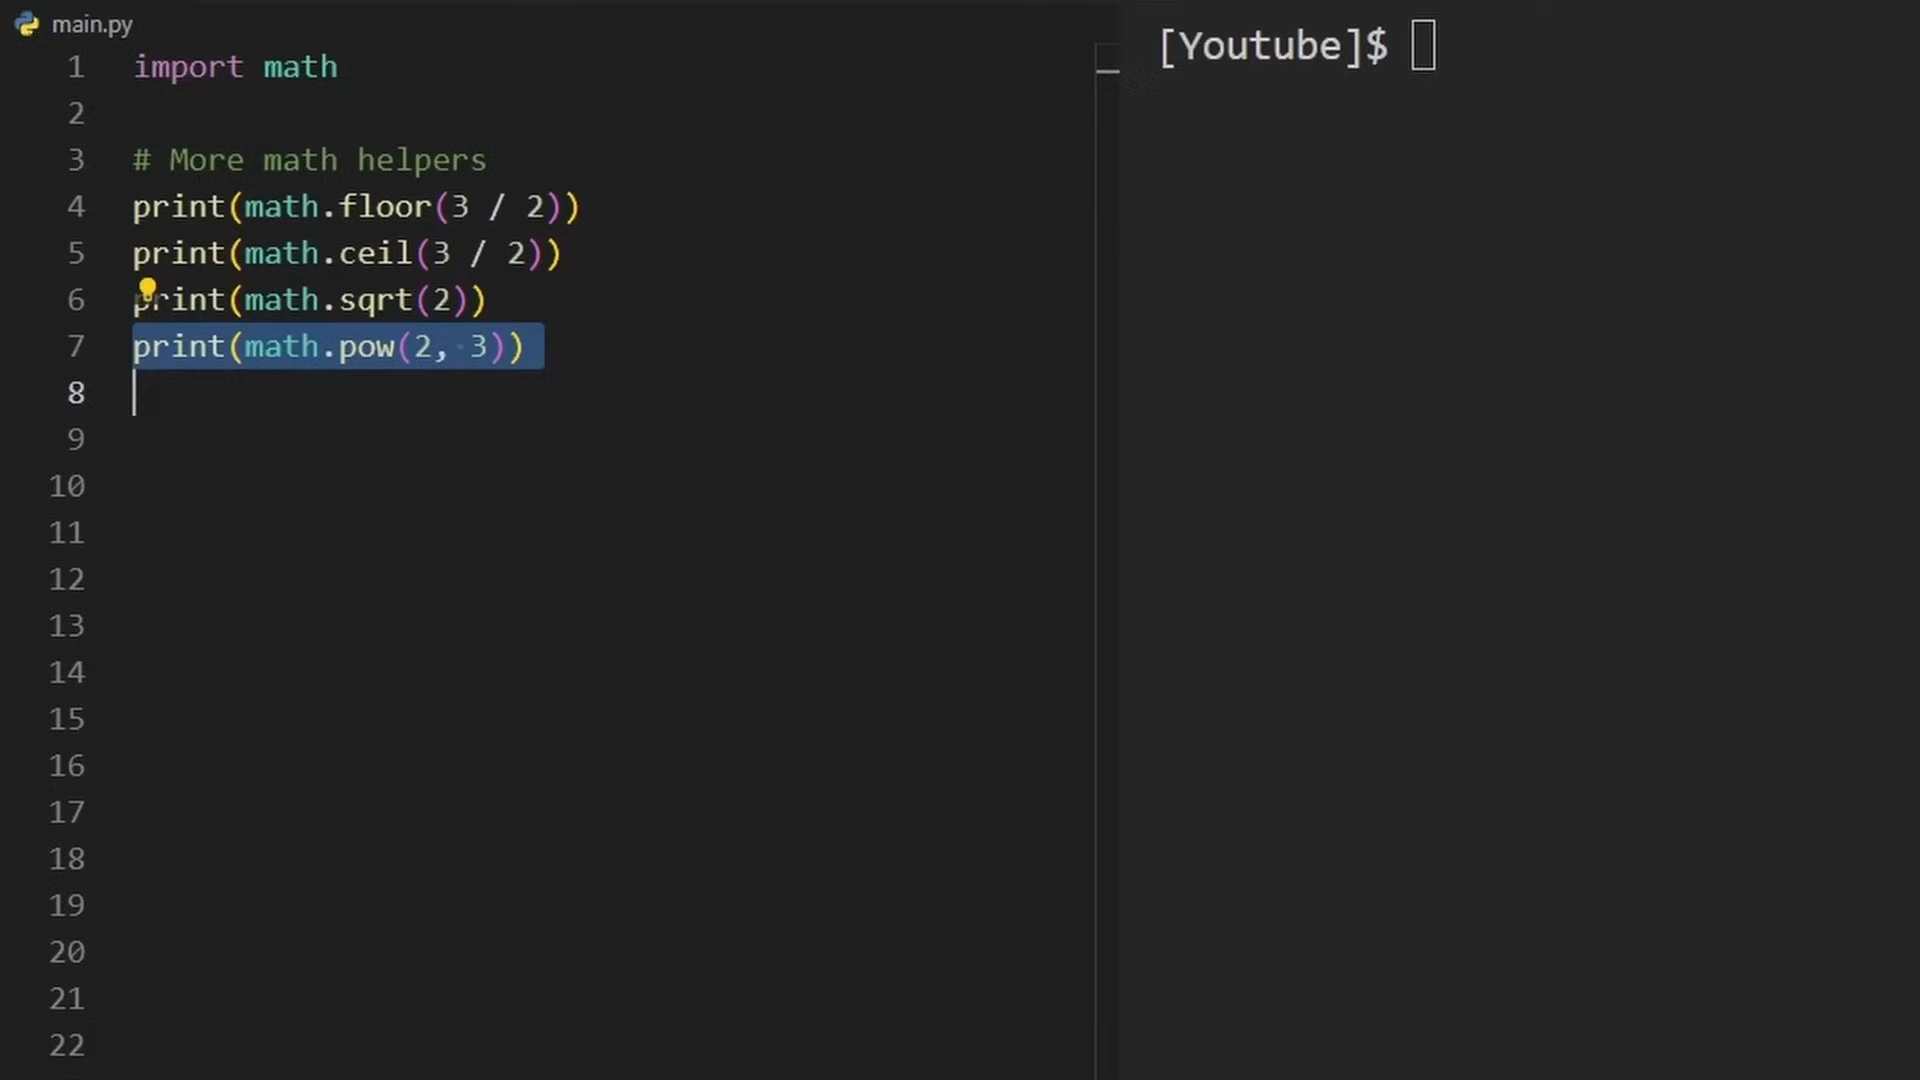 main.py
1 import math
2
3 # More math helpers
4 print(math.floor(3 / 2))
5 print(math.ceil(3 / 2))
6 print(math.sqrt(2))
7 print(math.pow(2, 3))
8
9
10
11
12
13
14
15
16
17
18
19
20
21
22
[Youtube]$